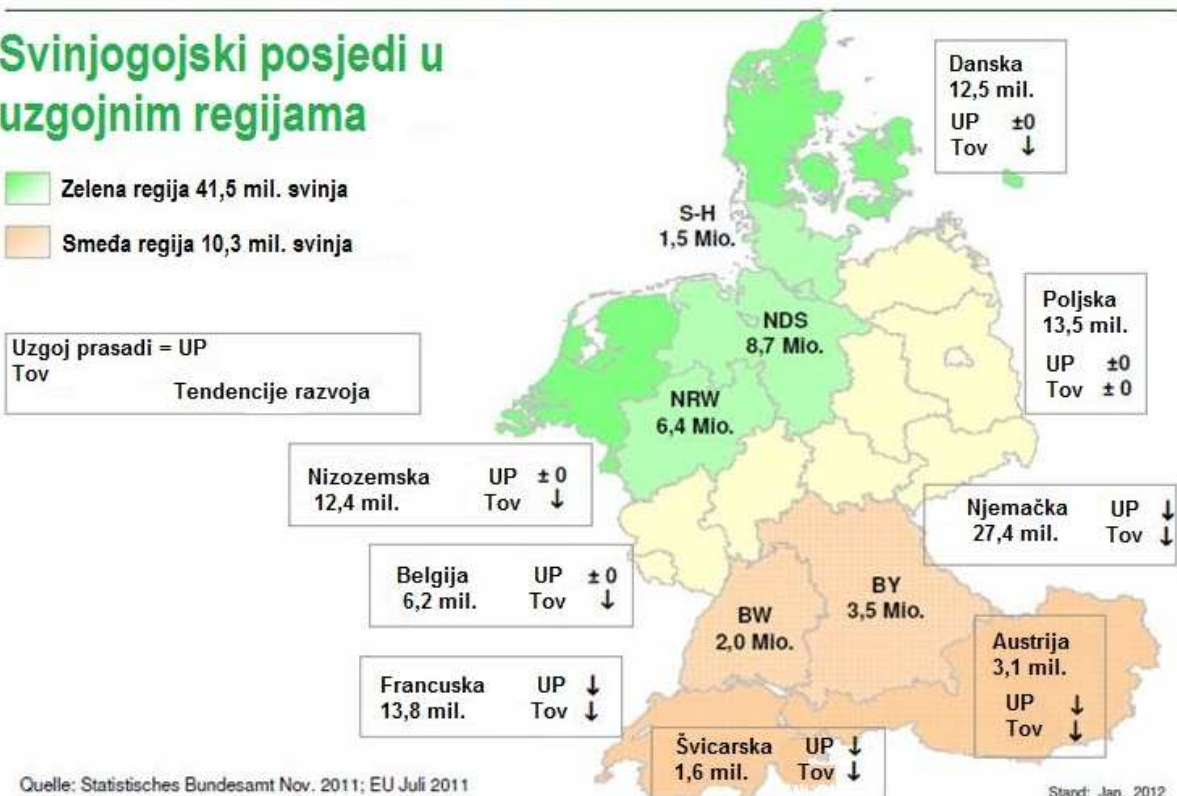 Svinjogojski posjedi u
uzgojnim regijama
Zelena regija 41,5 mil. svinja
Smeđa regija 10,3 mil. svinja
Uzgoj prasadi = UP
Tov
Tendencije razvoja
Danska
12,5 mil.
UP ±0
Tov ↓
S-H
1,5 Mio.
Poljska
13,5 mil.
UP ±0
Tov ± 0
NDS
8,7 Mio.
NRW
6,4 Mio.
Nizozemska UP ± 0
12,4 mil. Tov ↓
Njemačka UP ↓
27,4 mil. Tov ↓
Belgija UP ± 0
6,2 mil. Tov ↓
BY
3,5 Mio.
BW
2,0 Mio.
Austrija
3,1 mil.
UP ↓
Tov ↓
Francuska UP ↓
13,8 mil. Tov ↓
Švicarska UP ↓
1,6 mil. Tov ↓
Quelle: Statistisches Bundesamt Nov. 2011; EU Juli 2011
Stand: Jan. 2012